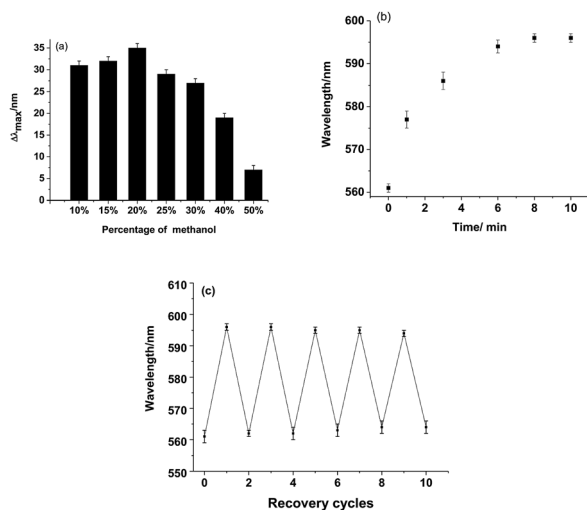 (a)
Δλmax/nm
35
30
25
20
15
10
5
0
10% 15% 20% 25% 30% 40% 50%
Percentage of methanol
(b)
Wavelength/nm
600
590
580
570
560
0 2 4 6 8 10
Time/ min
(c)
Wavelength/nm
610
600
590
580
570
560
550
0 2 4 6 8 10
Recovery cycles